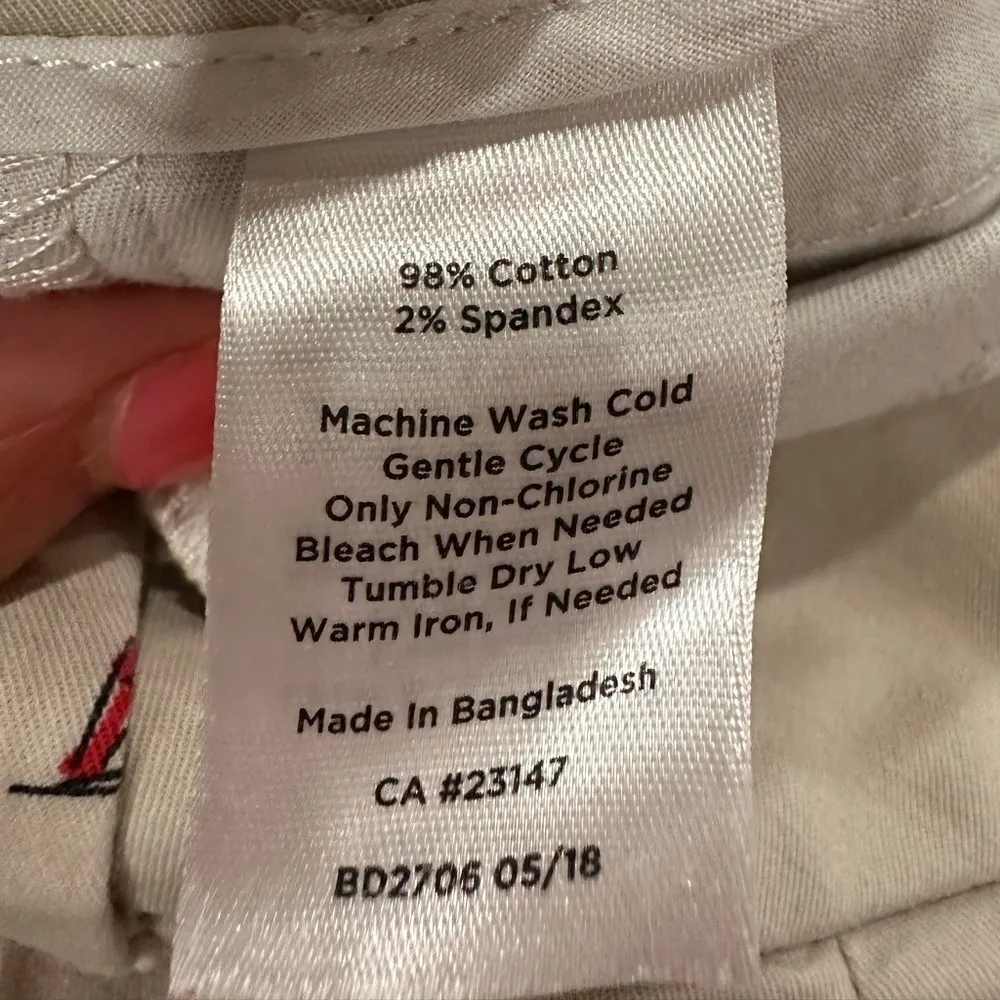 98% Cotton
2% Spandex
Machine Wash Cold
Gentle Cycle
Only Non-Chlorine
Bleach When Needed
Tumble Dry Low
Warm Iron, If Needed
Made In Bangladesh
CA #23147
BD2706 05/18